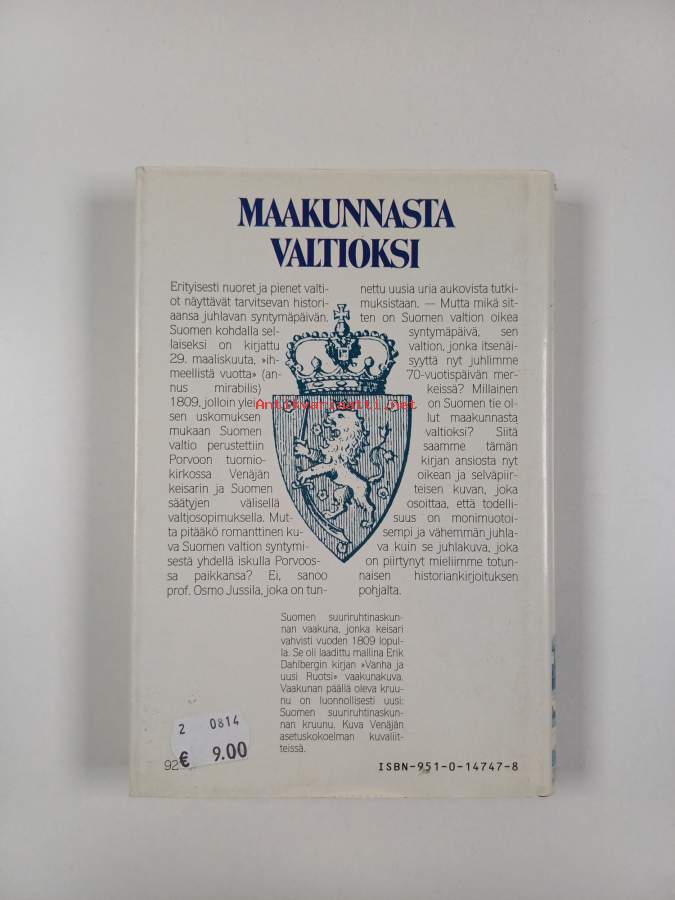 MAAKUNNASTA
VALTIOKSI
Erityisesti nuoret ja pienet valti-
ot näyttävät tarvitsevan histori-
aansa juhlavan syntymäpäivän.
Suomen kohdalla sel-
laiseksi on kirjattu
29. maaliskuuta, »ih-
meellistä vuotta» (an-
nus mirabilis)
1809, jolloin ylei-
sen uskomuksen
mukaan Suomen
valtio perustettiin
Porvoon tuomio-
kirkossa Venäjän
keisarin ja Suomen
säätyjen välisellä
valtiosopimuksella. Mut-
ta pitääkö romanttinen ku-
va Suomen valtion syntymi-
sestä yhdellä iskulla Porvoos-
sa paikkansa? Ei, sanoo
prof. Osmo Jussila, joka on tun-
nettu uusia uria aukovista tutki-
muksistaan. — Mutta mikä sit-
ten on Suomen valtion oikea
syntymäpäivä, sen
valtion, jonka itsenäi-
syyttä nyt juhlimme
70-vuotispäivän mer-
keissä? Millainen
on Suomen tie ol-
lut maakunnasta
valtioksi? Siitä
saamme tämän
kirjan ansiosta nyt
oikean ja selväpiir-
teisen kuvan, joka
osoittaa, että todelli-
suus on monimuotoi-
sempi ja vähemmän juhla-
va kuin se juhlakuva, joka
on piirtynyt mieliimme totun-
naisen historiankirjoituksen
pohjalta.
Antikvariaatti.net
Suomen suuriruhtinaskun-
nan vaakuna, jonka keisari
vahvisti vuoden 1809 lopul-
la. Se oli laadittu mallina Erik
Dahlbergin kirjan »Vanha ja
uusi Ruotsi» vaakunakuva.
Vaakunan päällä oleva kruu-
nu on luonnollisesti uusi:
Suomen suuriruhtinaskun-
nan kruunu. Kuva Venäjän
asetuskokoelman kuvaliit-
teissä.
2 0814
€ 9.00
92
ISBN-951-0-14747-8